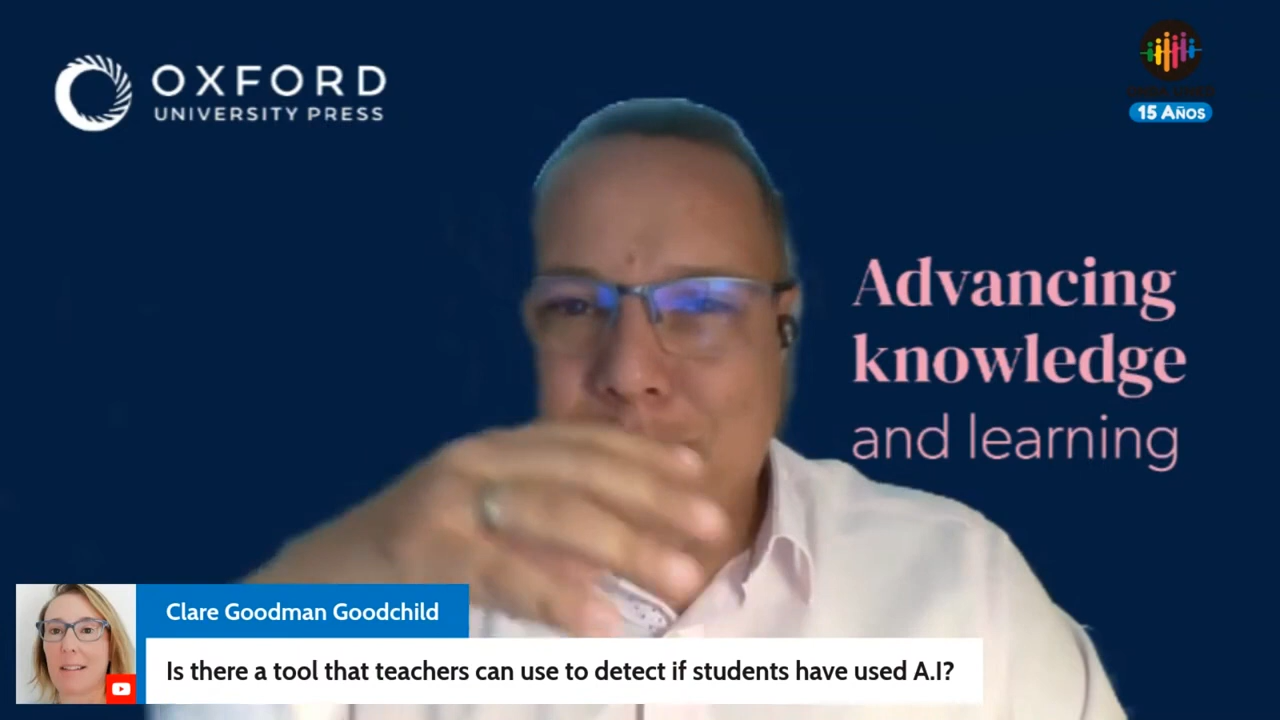 OXFORD
UNIVERSITY PRESS
15 AÑOS
Advancing
knowledge
and learning
Clare Goodman Goodchild
Is there a tool that teachers can use to detect if students have used A.I?